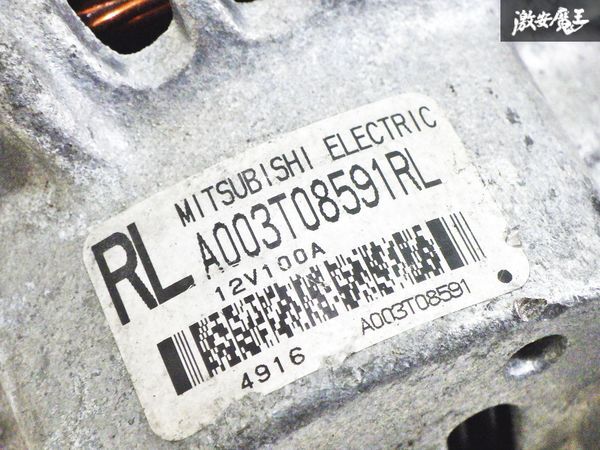 激安魔王
MITSUBISHI ELECTRIC
RL A003T08591RL
12V100A
4916 A003T08591